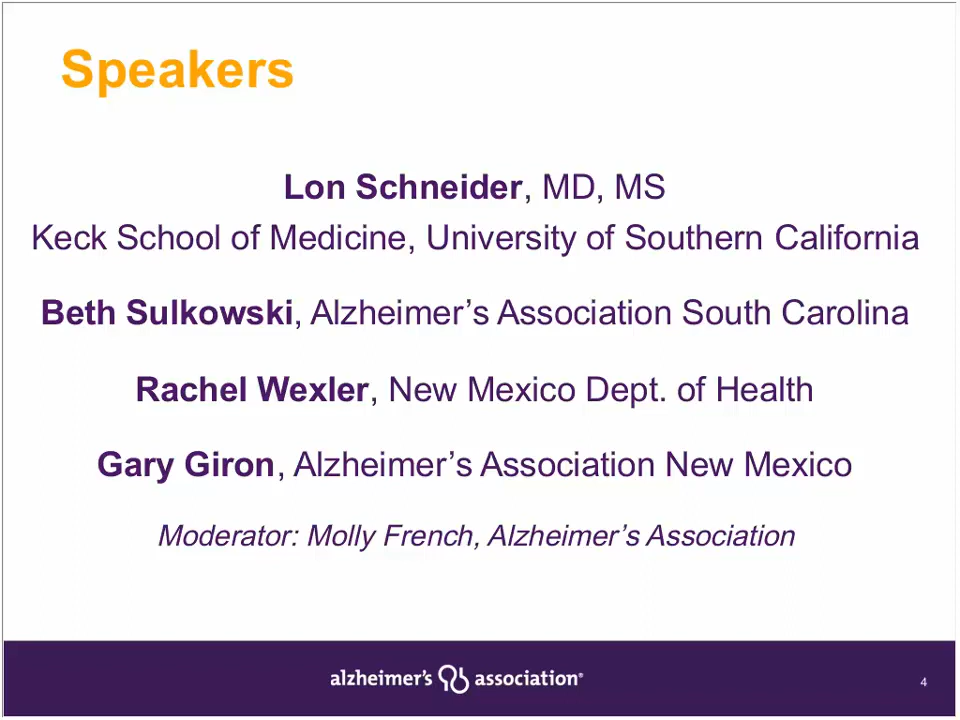 Speakers
Lon Schneider, MD, MS
Keck School of Medicine, University of Southern California
Beth Sulkowski, Alzheimer’s Association South Carolina
Rachel Wexler, New Mexico Dept. of Health
Gary Giron, Alzheimer’s Association New Mexico
Moderator: Molly French, Alzheimer’s Association
alzheimer's association®
4